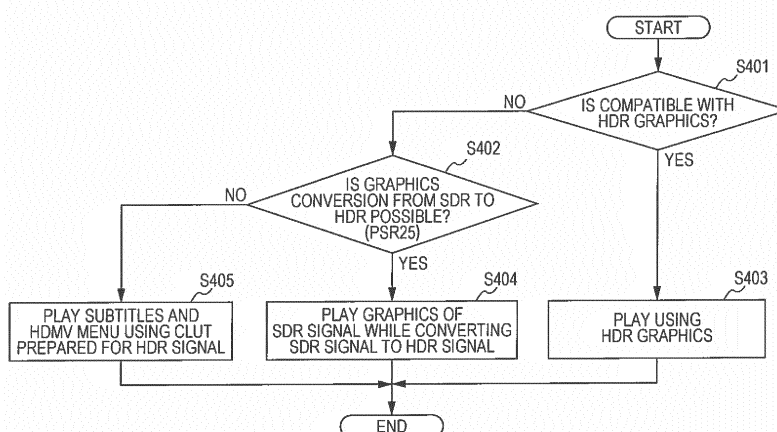 START
S401
IS COMPATIBLE WITH
HDR GRAPHICS?
NO
YES
S402
IS GRAPHICS
CONVERSION FROM SDR TO
HDR POSSIBLE?
(PSR25)
NO
YES
S405
PLAY SUBTITLES AND
HDMV MENU USING CLUT
PREPARED FOR HDR SIGNAL
S404
PLAY GRAPHICS OF
SDR SIGNAL WHILE CONVERTING
SDR SIGNAL TO HDR SIGNAL
S403
PLAY USING
HDR GRAPHICS
END